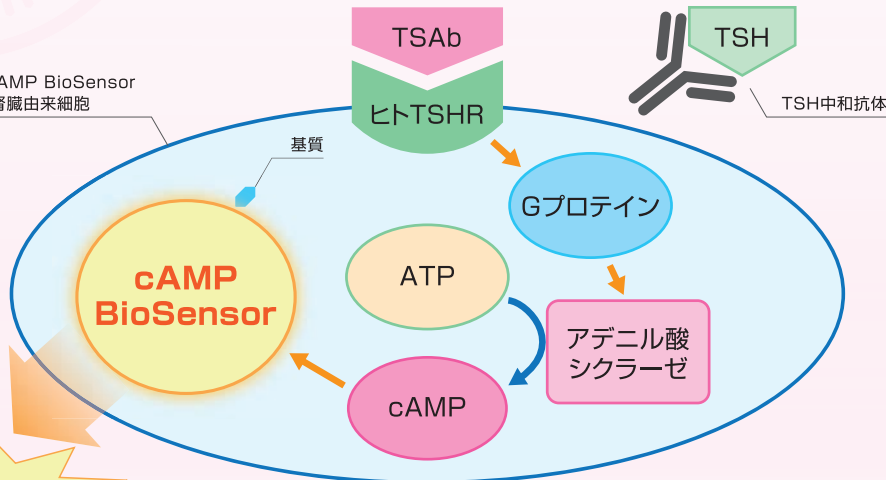 TSAb
TSH
AMP BioSensor
腎臓由来細胞
ヒトTSHR
TSH中和抗体
基質
Gプロテイン
ATP
cAMP
BioSensor
アデニル酸
シクラーゼ
cAMP